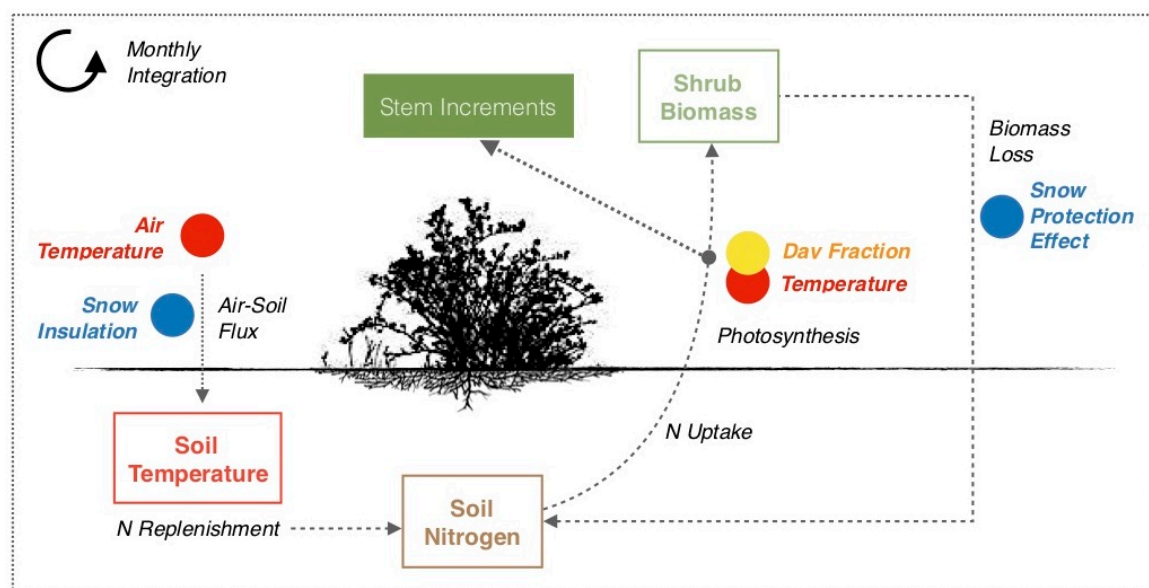 Monthly
Integration
Stem Increments
Shrub
Biomass
Biomass
Loss
Snow
Protection
Effect
Air
Temperature
Dav Fraction
Temperature
Snow
Insulation
Air-Soil
Flux
Photosynthesis
Soil
Temperature
N Uptake
N Replenishment
Soil
Nitrogen